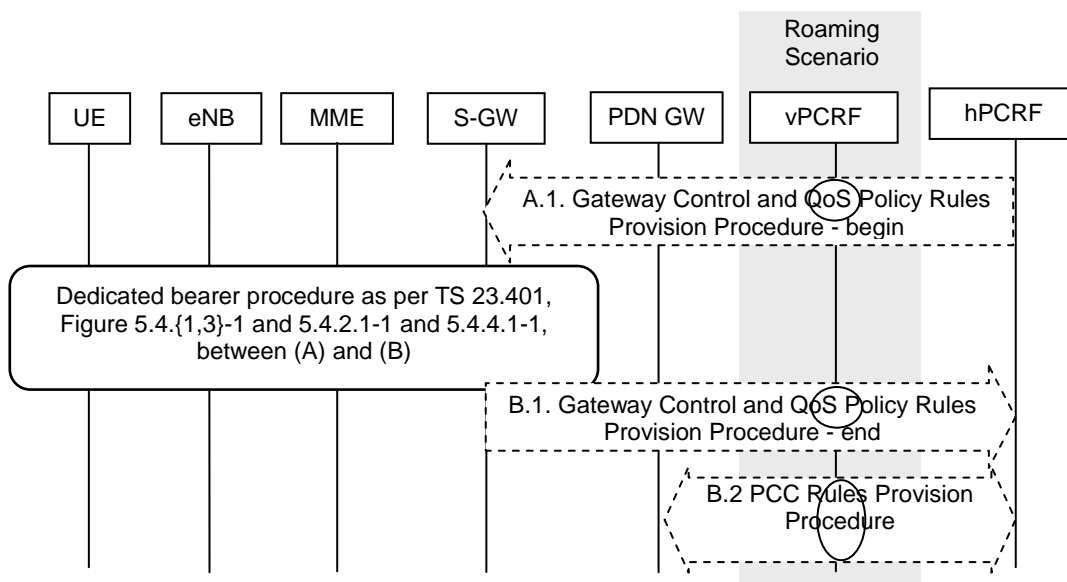 Roaming
Scenario
UE
eNB
MME
S-GW
PDN GW
vPCRF
hPCRF
A.1. Gateway Control and QoS Policy Rules
Provision Procedure - begin
Dedicated bearer procedure as per TS 23.401,
Figure 5.4.{1,3}-1 and 5.4.2.1-1 and 5.4.4.1-1,
between (A) and (B)
B.1. Gateway Control and QoS Policy Rules
Provision Procedure - end
B.2 PCC Rules Provision
Procedure